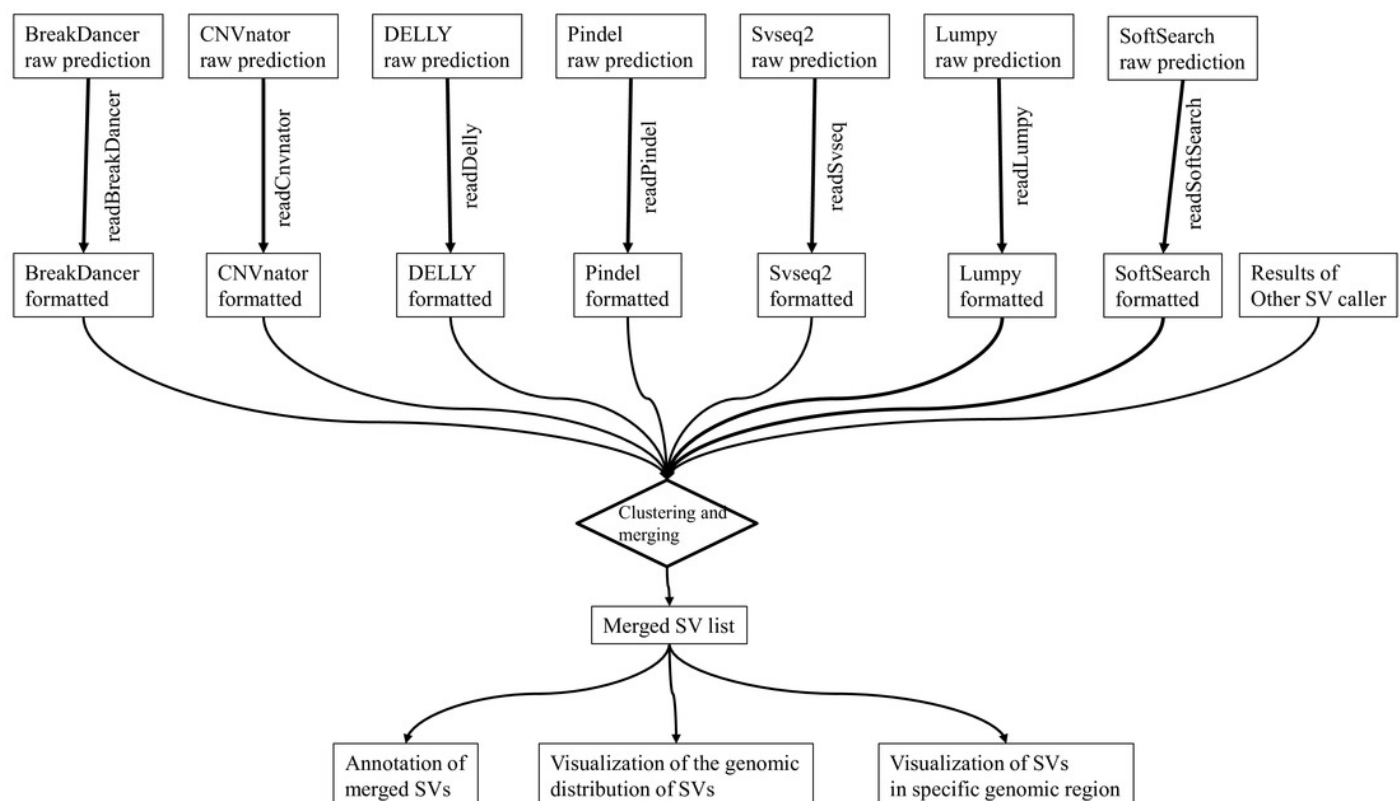 BreakDancer
raw prediction
CNVnator
raw prediction
DELLY
raw prediction
Pindel
raw prediction
Svseq2
raw prediction
Lumpy
raw prediction
SoftSearch
raw prediction
readBreakDancer
readCnvnator
readDelly
readPindel
readSvseq
readLumpy
readSoftSearch
BreakDancer
formatted
CNVnator
formatted
DELLY
formatted
Pindel
formatted
Svseq2
formatted
Lumpy
formatted
SoftSearch
formatted
Results of
Other SV caller
Clustering and
merging
Merged SV list
Annotation of
merged SVs
Visualization of the genomic
distribution of SVs
Visualization of SVs
in specific genomic region